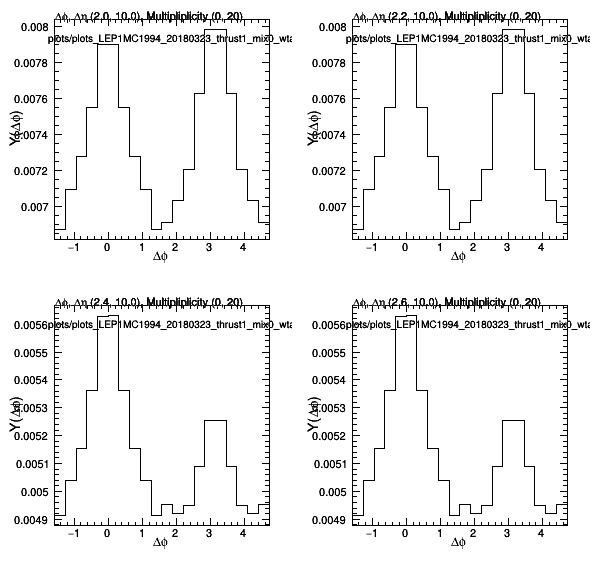 Δϕ, Δη (2.0, 10.0), Multipliplicity (0, 20)
plots/plots_LEP1MC1994_20180323_thrust1_mix0_wta
0.008
0.0078
0.0076
0.0074
0.0072
0.007
Y(Δϕ)
−1 0 1 2 3 4
Δϕ
Δϕ, Δη (2.2, 10.0), Multipliplicity (0, 20)
plots/plots_LEP1MC1994_20180323_thrust1_mix0_wta
0.008
0.0078
0.0076
0.0074
0.0072
0.007
Y(Δϕ)
−1 0 1 2 3 4
Δϕ
Δϕ, Δη (2.4, 10.0), Multipliplicity (0, 20)
plots/plots_LEP1MC1994_20180323_thrust1_mix0_wta
0.0056
0.0055
0.0054
0.0053
0.0052
0.0051
0.005
0.0049
Y(Δϕ)
−1 0 1 2 3 4
Δϕ
Δϕ, Δη (2.6, 10.0), Multipliplicity (0, 20)
plots/plots_LEP1MC1994_20180323_thrust1_mix0_wta
0.0056
0.0055
0.0054
0.0053
0.0052
0.0051
0.005
0.0049
Y(Δϕ)
−1 0 1 2 3 4
Δϕ